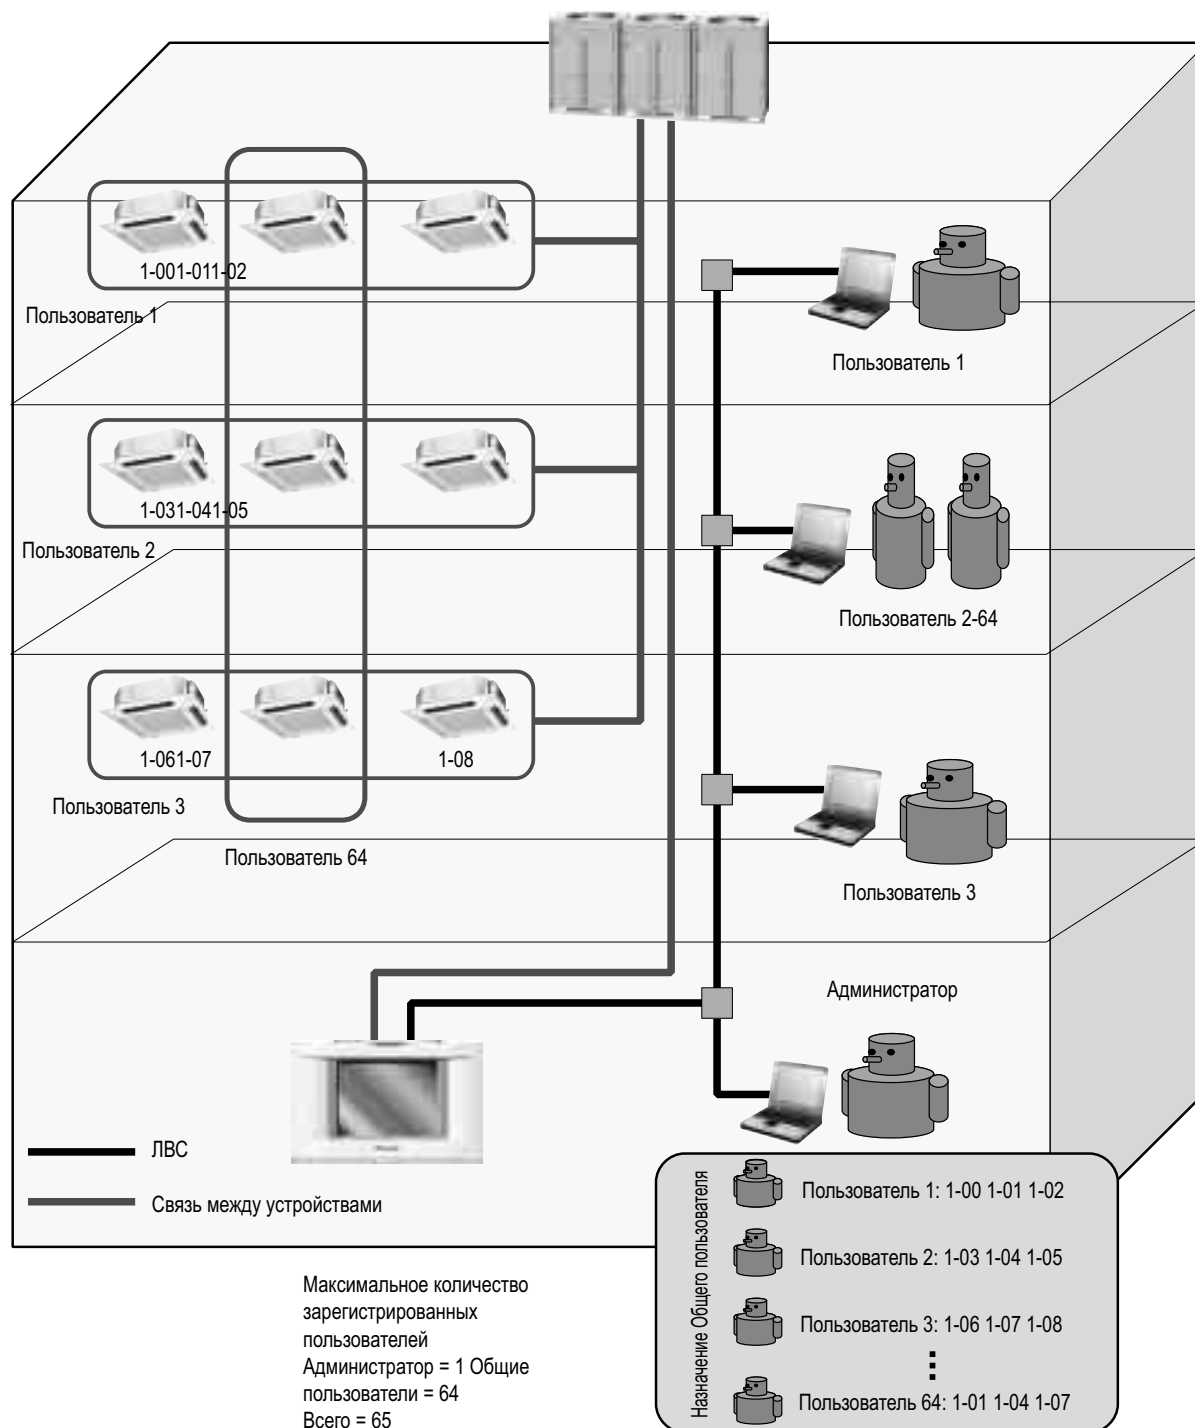 1-001-011-02
Пользователь 1
Пользователь 1
1-031-041-05
Пользователь 2
Пользователь 2-64
1-061-07
1-08
Пользователь 3
Пользователь 64
Пользователь 3
Администратор
ЛВС
Связь между устройствами
Назначение Общего пользователя
Пользователь 1: 1-00 1-01 1-02
Пользователь 2: 1-03 1-04 1-05
Пользователь 3: 1-06 1-07 1-08
Пользователь 64: 1-01 1-04 1-07
Максимальное количество
зарегистрированных
пользователей
Администратор = 1 Общие
пользователи = 64
Всего = 65